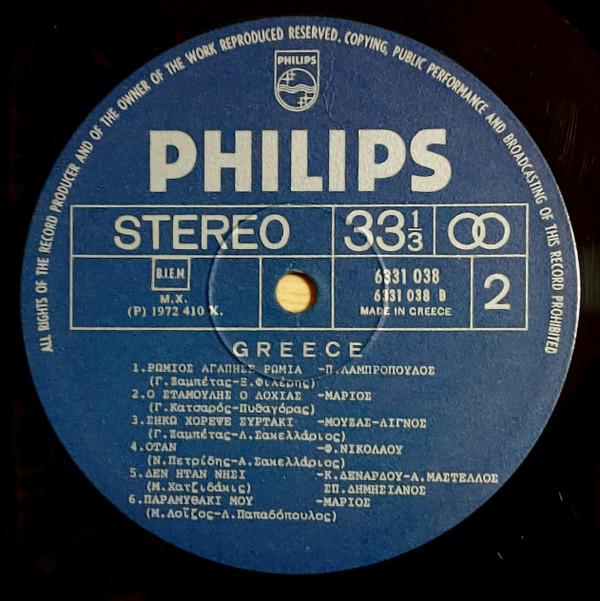 ALL RIGHTS OF THE RECORD PRODUCER AND OF THE OWNER OF THE WORK REPRODUCED RESERVED. COPYING, PUBLIC PERFORMANCE AND BROADCASTING OF THIS RECORD PROHIBITED
PHILIPS
PHILIPS
STEREO 33 1/3
B.I.E.M.
M.X.
(P) 1972 410 X.
6331 038
6331 038 B
MADE IN GREECE
2
GREECE
1.ΡΩΜΙΟΣ ΑΓΑΠΗΣΕ ΡΩΜΙΑ -Π.ΛΑΜΠΡΟΠΟΥΛΟΣ
(Γ.Ζαμπέτας-Ξ.Φιλέρης)
2.Ο ΣΤΑΜΟΥΛΗΣ Ο ΛΟΧΙΑΣ -ΜΑΡΙΟΣ
(Γ.Κατσαρός-Πυθαγόρας)
3.ΣΗΚΩ ΧΟΡΕΨΕ ΣΥΡΤΑΚΙ -ΜΟΥΖΑΣ-ΛΙΓΝΟΣ
(Γ.Ζαμπέτας-Α.Σακελλάριος)
4.ΟΤΑΝ -Φ.ΝΙΚΟΛΑΟΥ
(Ν.Πετρίδης-Α.Σακελλάριος)
5.ΔΕΝ ΗΤΑΝ ΝΗΣΙ -Κ.ΔΕΝΑΡΔΟΥ-Α.ΜΑΣΤΕΛΛΟΣ
(Μ.Χατζιδάκις) ΣΠ.ΔΗΜΗΣΙΑΝΟΣ
6.ΠΑΡΑΜΥΘΑΚΙ ΜΟΥ -ΜΑΡΙΟΣ
(Μ.Λοΐζος-Λ.Παπαδόπουλος)